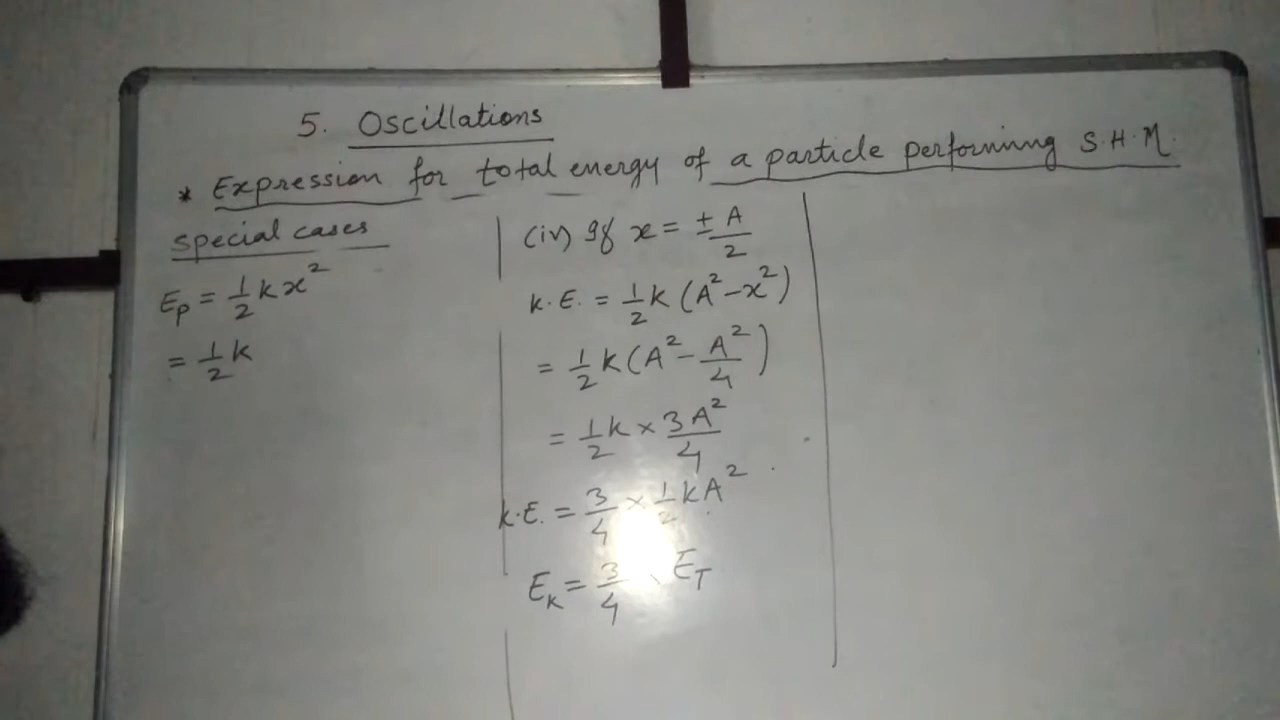 5. Oscillations
* Expression for total energy of a particle performing S.H.M.
Special cases
Ep = 1/2 kx²
= 1/2 k
(iv) If x = ± A/2
K.E. = 1/2 k (A² - x²)
= 1/2 k (A² - A²/4)
= 1/2 k × 3A²/4
K.E. = 3/4 × 1/2 kA²
EK = 3/4 × ET